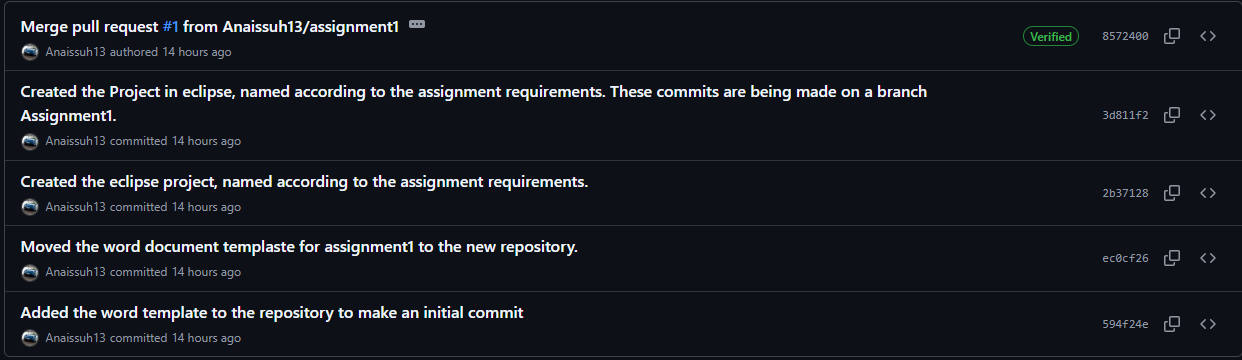 Merge pull request #1 from Anaissuh13/assignment1 ...
Anaissuh13 authored 14 hours ago
Verified
8572400
Created the Project in eclipse, named according to the assignment requirements. These commits are being made on a branch
Assignment1.
Anaissuh13 committed 14 hours ago
3d811f2
Created the eclipse project, named according to the assignment requirements.
Anaissuh13 committed 14 hours ago
2b37128
Moved the word document templaste for assignment1 to the new repository.
Anaissuh13 committed 14 hours ago
ec0cf26
Added the word template to the repository to make an initial commit
Anaissuh13 committed 14 hours ago
594f24e